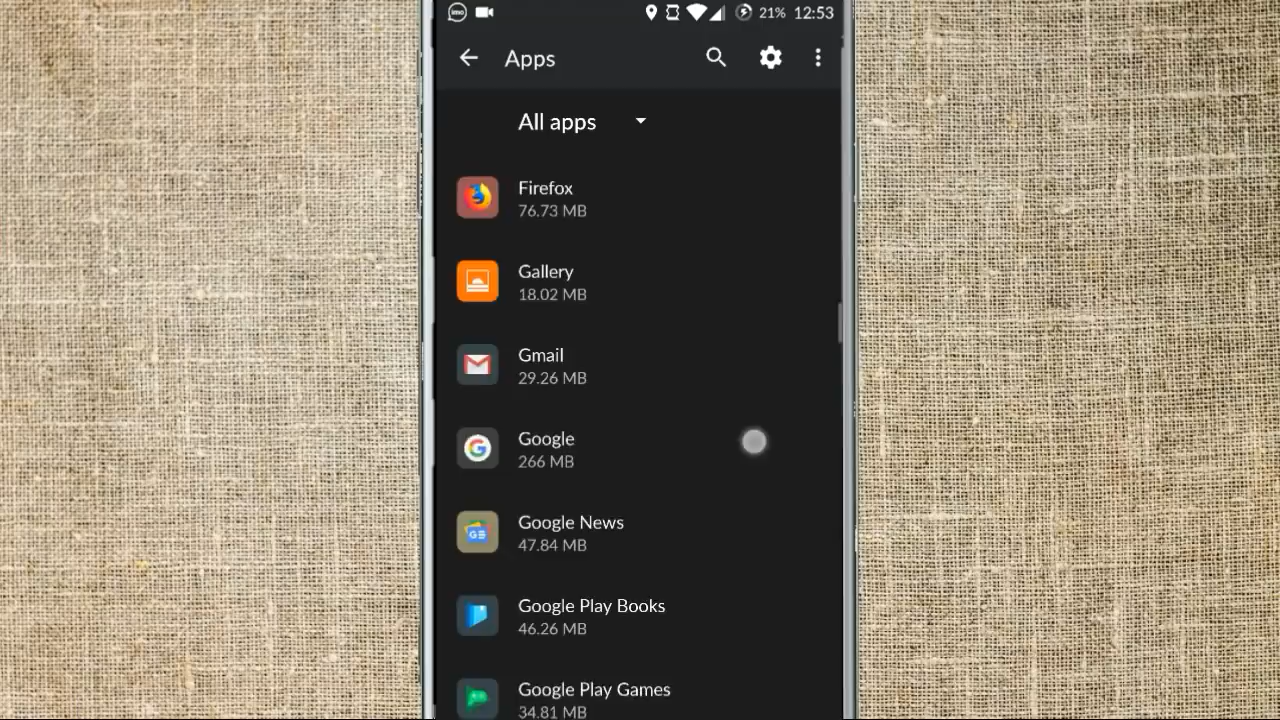 imo 21% 12:53
Apps
All apps
Firefox
76.73 MB
Gallery
18.02 MB
Gmail
29.26 MB
Google
266 MB
Google News
47.84 MB
Google Play Books
46.26 MB
Google Play Games
34.81 MB